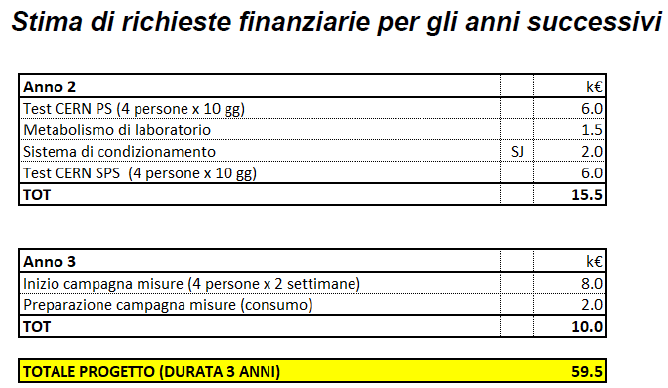 Stima di richieste finanziarie per gli anni successivi
Anno 2 k€
Test CERN PS (4 persone x 10 gg) 6.0
Metabolismo di laboratorio 1.5
Sistema di condizionamento SJ 2.0
Test CERN SPS (4 persone x 10 gg) 6.0
TOT 15.5
Anno 3 k€
Inizio campagna misure (4 persone x 2 settimane) 8.0
Preparazione campagna misure (consumo) 2.0
TOT 10.0
TOTALE PROGETTO (DURATA 3 ANNI) 59.5